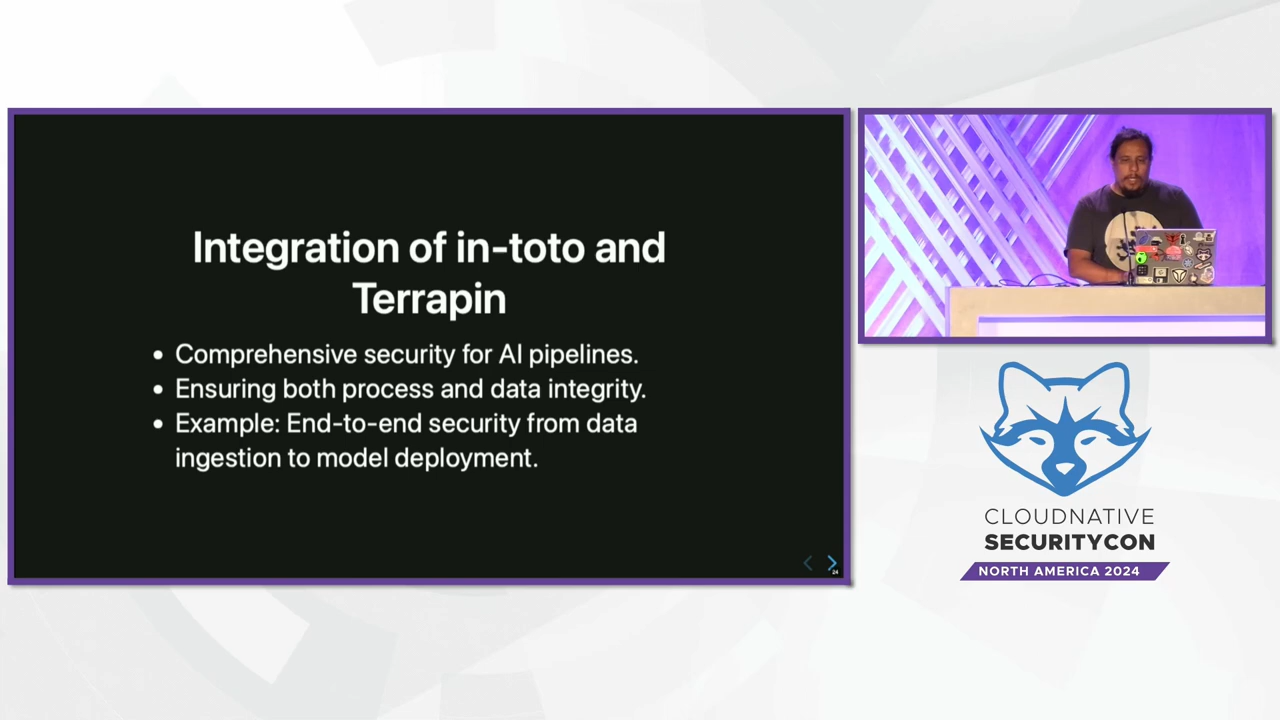 Integration of in-toto and
Terrapin
• Comprehensive security for AI pipelines.
• Ensuring both process and data integrity.
• Example: End-to-end security from data
ingestion to model deployment.
24
CLOUDNATIVE
SECURITYCON
NORTH AMERICA 2024